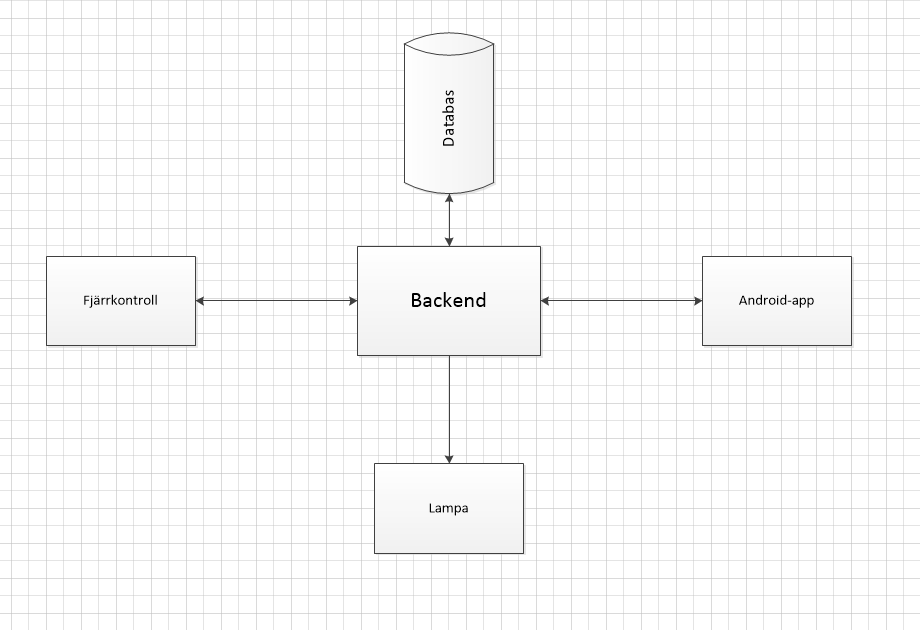 Databas
Fjärrkontroll
Backend
Android-app
Lampa